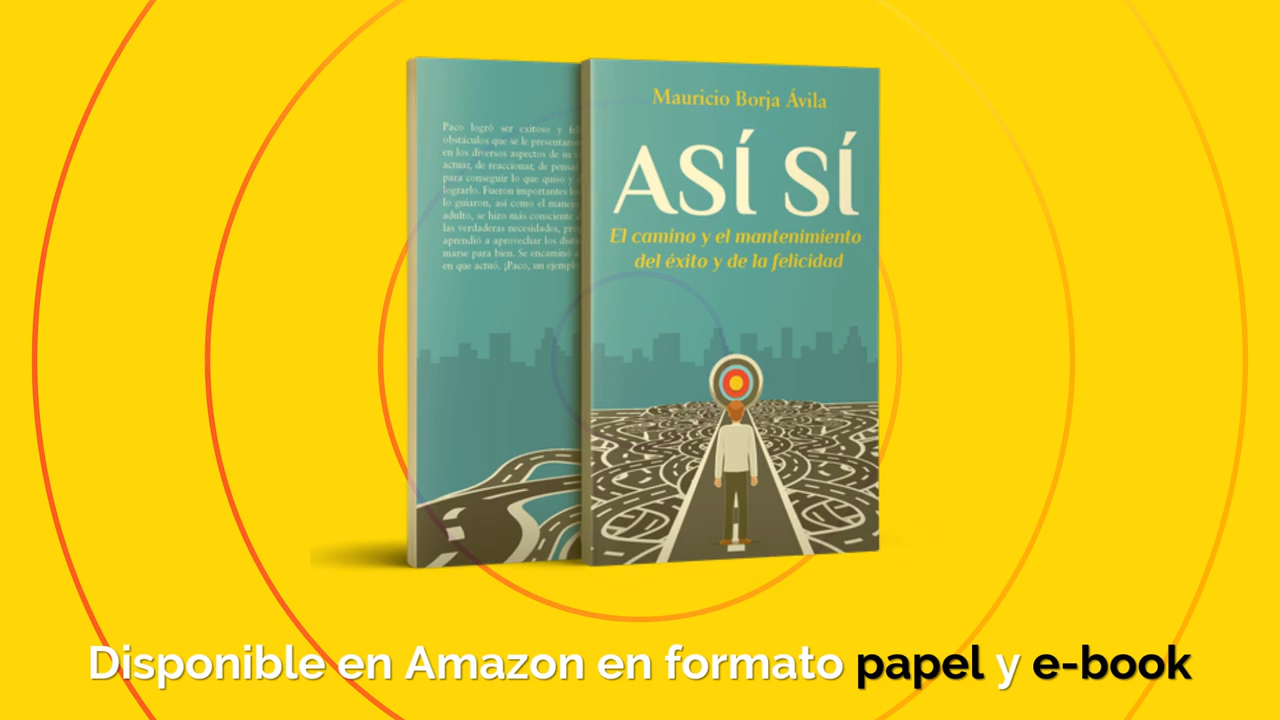 Paco logró ser exitoso y
obstáculos que se le presentaron
en los diversos aspectos de su
actuar, de reaccionar, de pensar
para conseguir lo que quiso y
lograrlo. Fueron importantes
lo guiaron, así como el
adulto, se hizo más consciente
las verdaderas necesidades,
aprendió a aprovechar los
marse para bien. Se encaminó
en que actuó. ¡Paco, un ejemplo
Mauricio Borja Ávila
ASÍ SÍ
El camino y el mantenimiento
del éxito y de la felicidad
Disponible en Amazon en formato papel y e-book